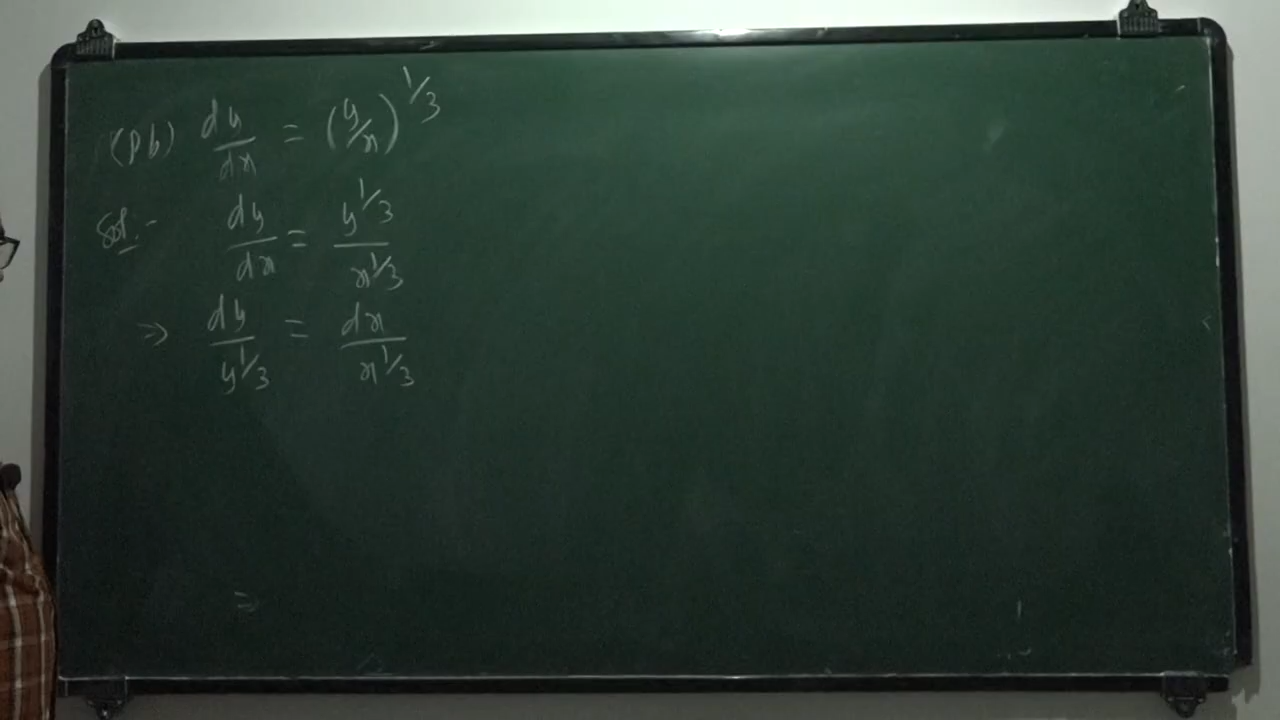 (Pb) dy/dx = (y/x)^1/3
Sol:- dy/dx = y^1/3 / x^1/3
⇒ dy / y^1/3 = dx / x^1/3
⇒